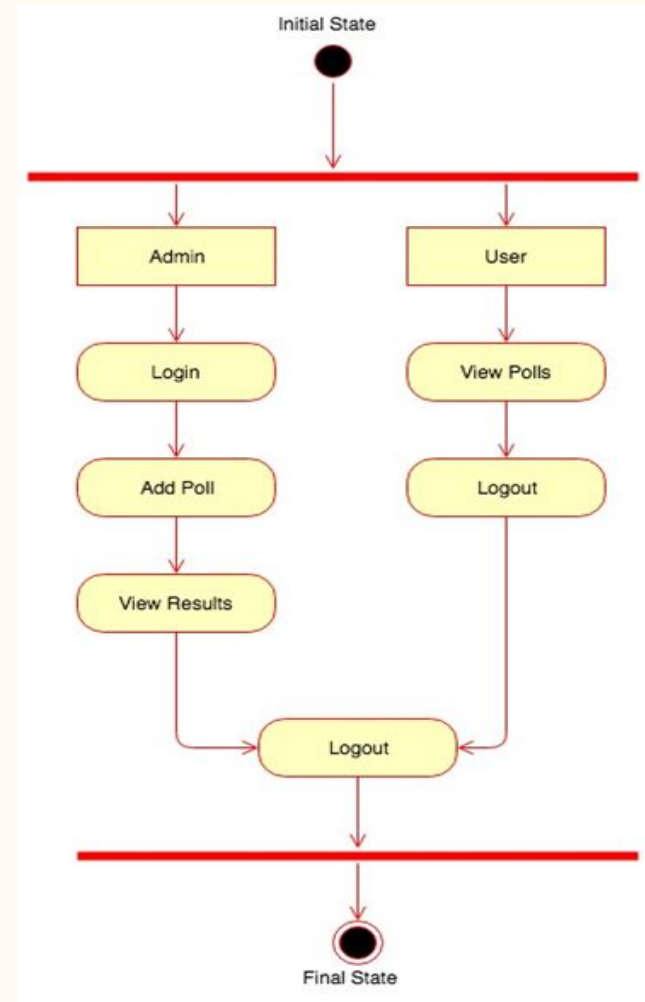 Initial State
Admin
User
Login
View Polls
Add Poll
Logout
View Results
Logout
Final State